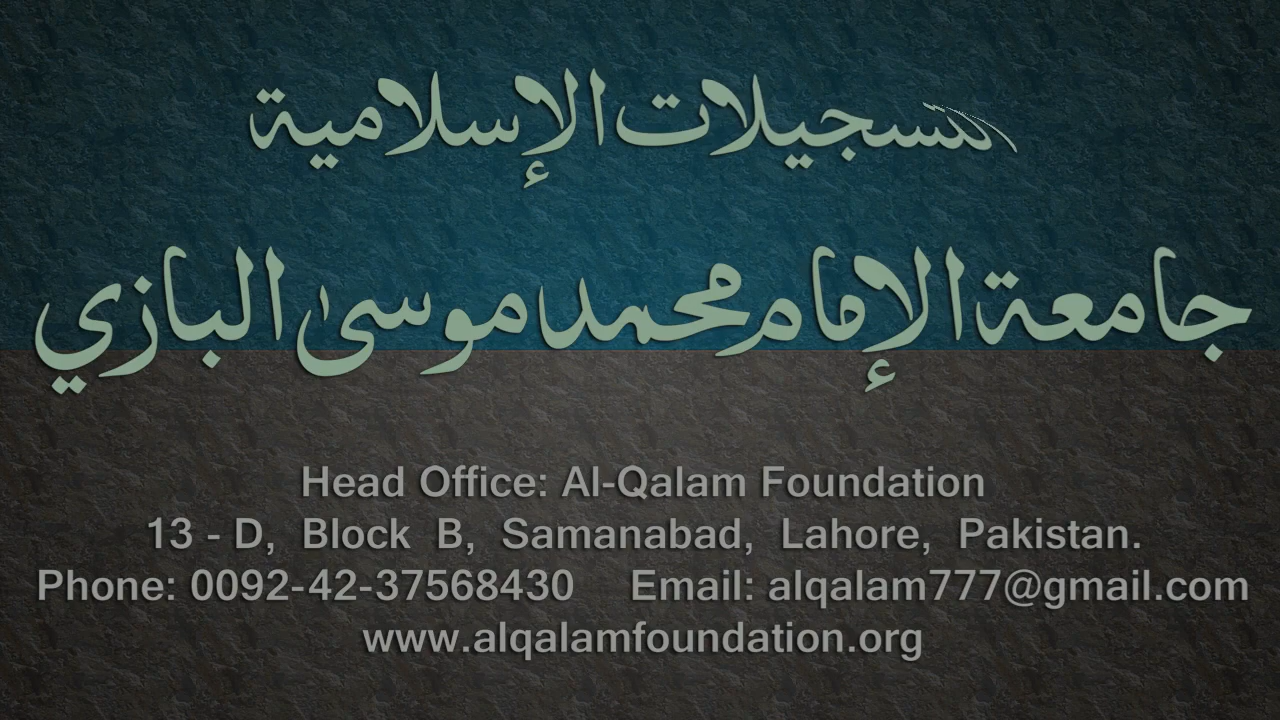 التسجيلات الإسلامية
جامعة الإمام محمد موسىٰ البازي
Head Office: Al-Qalam Foundation
13 - D, Block B, Samanabad, Lahore, Pakistan.
Phone: 0092-42-37568430 Email: alqalam777@gmail.com
www.alqalamfoundation.org